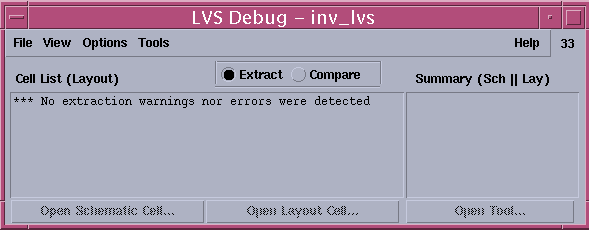 LVS Debug - inv_lvs
File View Options Tools Help 33
Cell List (Layout) Extract Compare Summary (Sch || Lay)
*** No extraction warnings nor errors were detected
Open Schematic Cell... Open Layout Cell... Open Tool...